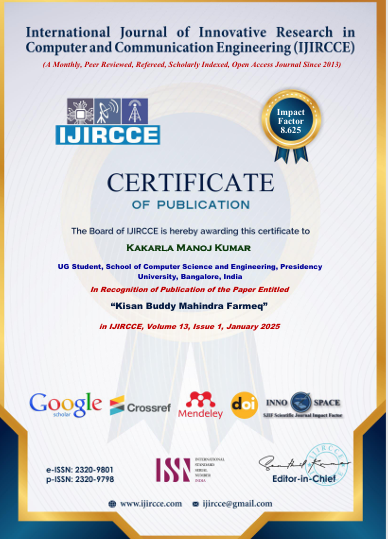 International Journal of Innovative Research in
Computer and Communication Engineering (IJIRCCE)
(A Monthly, Peer Reviewed, Refereed, Scholarly Indexed, Open Access Journal Since 2013)
IJIRCCE
Impact
Factor
8.625
CERTIFICATE
OF PUBLICATION
The Board of IJIRCCE is hereby awarding this certificate to
KAKARLA MANOJ KUMAR
UG Student, School of Computer Science and Engineering, Presidency
University, Bangalore, India
In Recognition of Publication of the Paper Entitled
“Kisan Buddy Mahindra Farmeq”
in IJIRCCE, Volume 13, Issue 1, January 2025
Google
scholar
Crossref
Mendeley
doi
INNO SPACE
SJIF Scientific Journal Impact Factor
e-ISSN: 2320-9801
p-ISSN: 2320-9798
ISSN
INTERNATIONAL
STANDARD
SERIAL
NUMBER
INDIA
Editor-in-Chief
www.ijircce.com ijircce@gmail.com